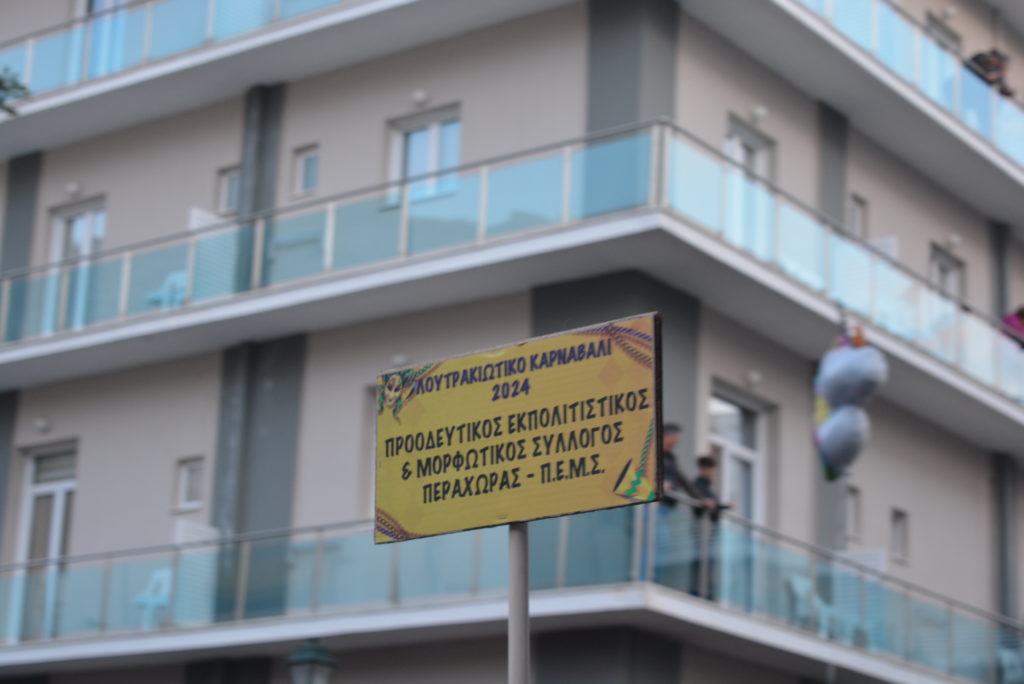 ΛΟΥΤΡΑΚΙΩΤΙΚΟ ΚΑΡΝΑΒΑΛΙ
2024
ΠΡΟΟΔΕΥΤΙΚΟΣ ΕΚΠΟΛΙΤΙΣΤΙΚΟΣ
& ΜΟΡΦΩΤΙΚΟΣ ΣΥΛΛΟΓΟΣ
ΠΕΡΑΧΩΡΑΣ - Π.Ε.Μ.Σ.